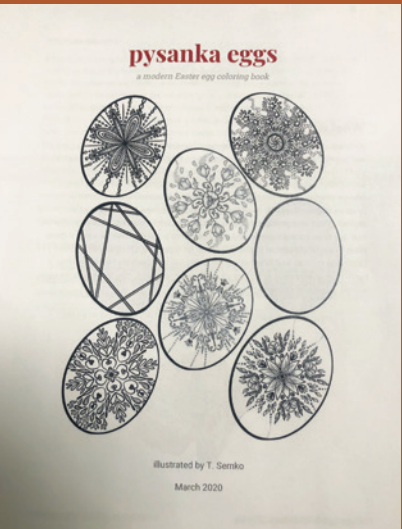 pysanka eggs
a modern Easter egg coloring book
illustrated by T. Semko
March 2020